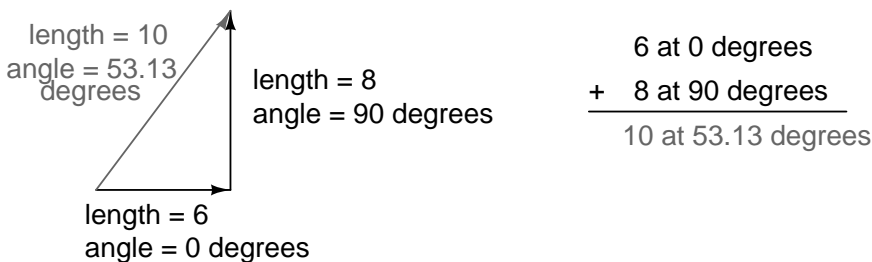 length = 10
angle = 53.13
degrees
length = 8
angle = 90 degrees
length = 6
angle = 0 degrees
6 at 0 degrees
+ 8 at 90 degrees
10 at 53.13 degrees